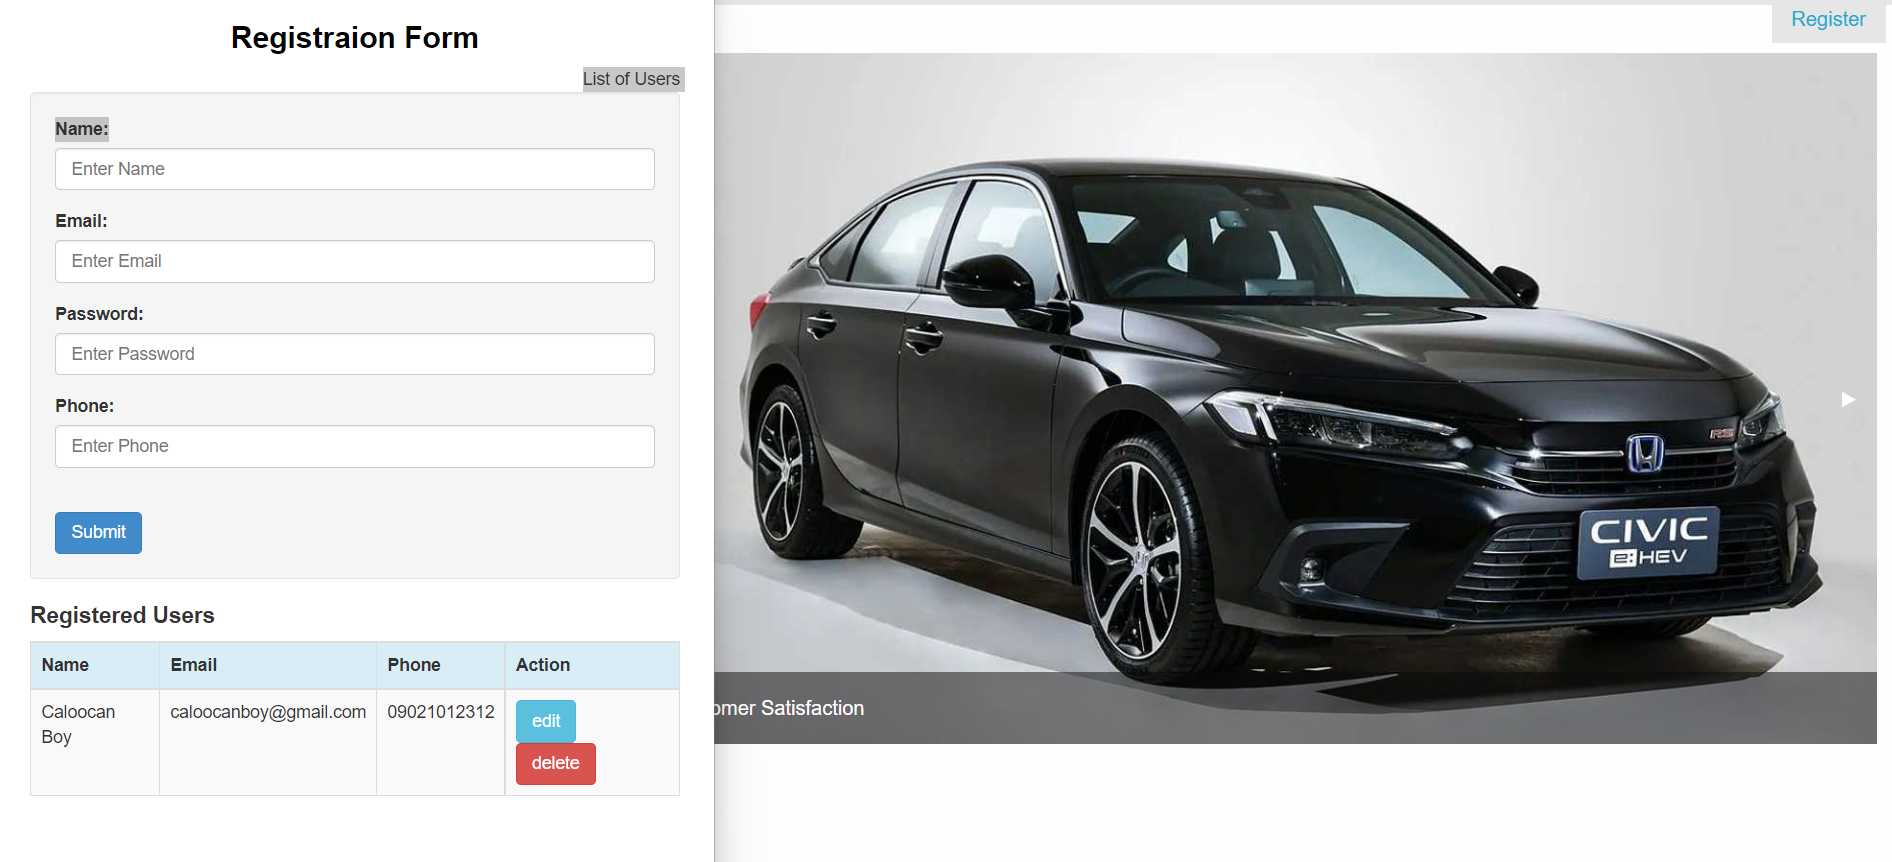 Registraion Form
Register
List of Users
Name:
Enter Name
Email:
Enter Email
Password:
Enter Password
Phone:
Enter Phone
Submit
RS
CIVIC
e:HEV
omer Satisfaction
Registered Users
Name Email Phone Action
Caloocan Boy caloocanboy@gmail.com 09021012312 edit
delete